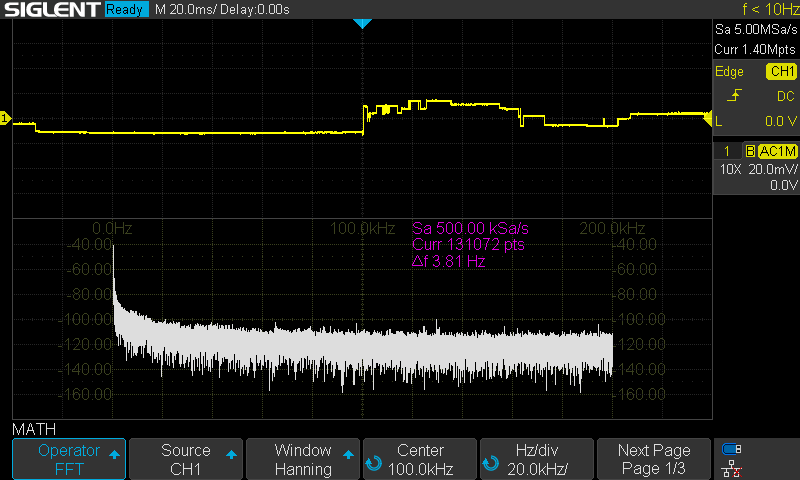 SIGLENT Ready M 20.0ms/ Delay:0.00s f < 10Hz
Sa 5.00MSa/s
Curr 1.40Mpts
Edge CH1
DC
L 0.0 V
1 B AC1M
10X 20.0mV/
0.0V
1
0.0Hz 100.0kHz 200.0kHz
Sa 500.00 kSa/s
Curr 131072 pts
Δf 3.81 Hz
-40.00 -40.00
-60.00 -60.00
-80.00 -80.00
-100.00 -100.00
-120.00 -120.00
-140.00 -140.00
-160.00 -160.00
MATH
Operator Source Window Center Hz/div Next Page
FFT CH1 Hanning 100.0kHz 20.0kHz/ Page 1/3